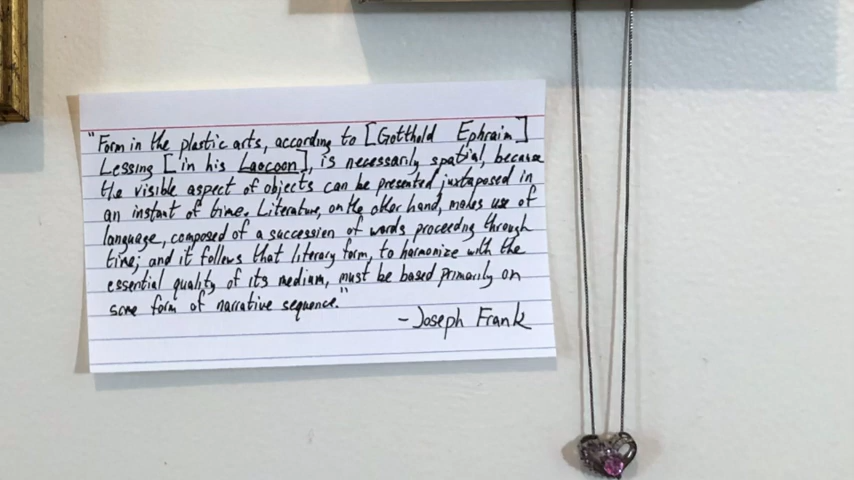 "Form in the plastic arts, according to [Gotthold Ephraim]
Lessing [in his Laocoon], is necessarily spatial, because
the visible aspect of objects can be presented juxtaposed in
an instant of time. Literature, on the other hand, makes use of
language, composed of a succession of words proceeding through
time; and it follows that literary form, to harmonize with the
essential quality of its medium, must be based primarily on
some form of narrative sequence."
-Joseph Frank